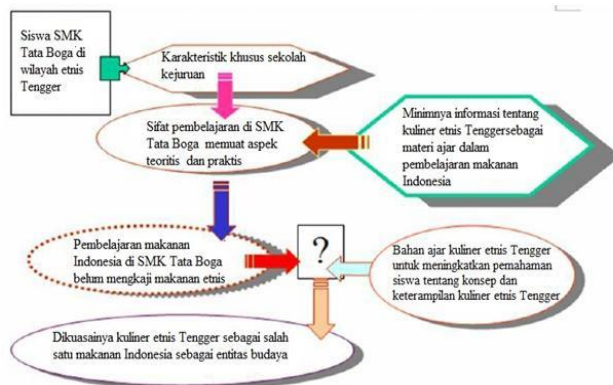 Siswa SMK
Tata Boga di
wilayah etnis
Tengger
Karakteristik khusus sekolah
kejuruan
Sifat pembelajaran di SMK
Tata Boga memuat aspek
teoritis dan praktis
Minimnya informasi tentang
kuliner etnis Tenggersebagai
materi ajar dalam
pembelajaran makanan
Indonesia
Pembelajaran makanan
Indonesia di SMK Tata Boga
belum mengkaji makanan etnis
?
Bahan ajar kuliner etnis Tengger
untuk meningkatkan pemahaman
siswa tentang konsep dan
keterampilan kuliner etnis Tengger
Dikuasainya kuliner etnis Tengger sebagai salah
satu makanan Indonesia sebagai entitas budaya